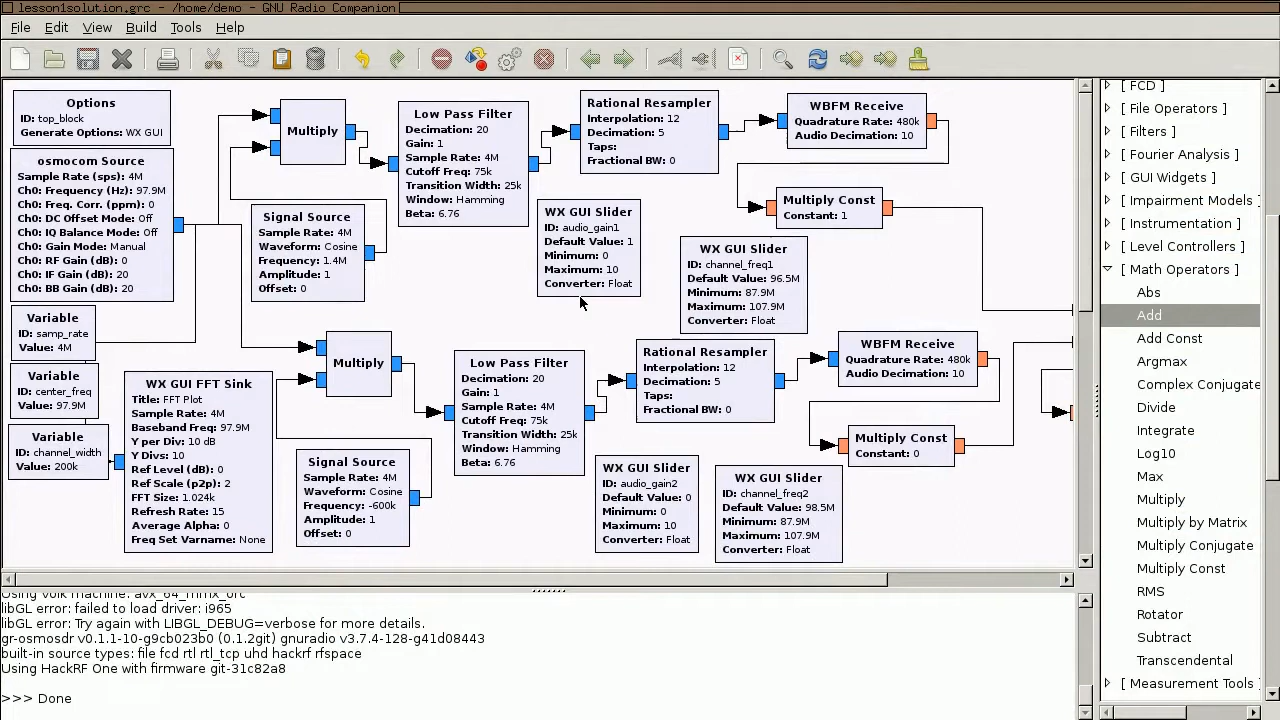 lesson1solution.grc - /home/demo - GNU Radio Companion
File Edit View Build Tools Help
Options
ID: top_block
Generate Options: WX GUI
osmocom Source
Sample Rate (sps): 4M
Ch0: Frequency (Hz): 97.9M
Ch0: Freq. Corr. (ppm): 0
Ch0: DC Offset Mode: Off
Ch0: IQ Balance Mode: Off
Ch0: Gain Mode: Manual
Ch0: RF Gain (dB): 0
Ch0: IF Gain (dB): 20
Ch0: BB Gain (dB): 20
Variable
ID: samp_rate
Value: 4M
Variable
ID: center_freq
Value: 97.9M
Variable
ID: channel_width
Value: 200k
WX GUI FFT Sink
Title: FFT Plot
Sample Rate: 4M
Baseband Freq: 97.9M
Y per Div: 10 dB
Y Divs: 10
Ref Level (dB): 0
Ref Scale (p2p): 2
FFT Size: 1.024k
Refresh Rate: 15
Average Alpha: 0
Freq Set Varname: None
Multiply
Signal Source
Sample Rate: 4M
Waveform: Cosine
Frequency: 1.4M
Amplitude: 1
Offset: 0
Low Pass Filter
Decimation: 20
Gain: 1
Sample Rate: 4M
Cutoff Freq: 75k
Transition Width: 25k
Window: Hamming
Beta: 6.76
Rational Resampler
Interpolation: 12
Decimation: 5
Taps:
Fractional BW: 0
WBFM Receive
Quadrature Rate: 480k
Audio Decimation: 10
Multiply Const
Constant: 1
WX GUI Slider
ID: audio_gain1
Default Value: 1
Minimum: 0
Maximum: 10
Converter: Float
WX GUI Slider
ID: channel_freq1
Default Value: 96.5M
Minimum: 87.9M
Maximum: 107.9M
Converter: Float
Multiply
Signal Source
Sample Rate: 4M
Waveform: Cosine
Frequency: -600k
Amplitude: 1
Offset: 0
Low Pass Filter
Decimation: 20
Gain: 1
Sample Rate: 4M
Cutoff Freq: 75k
Transition Width: 25k
Window: Hamming
Beta: 6.76
Rational Resampler
Interpolation: 12
Decimation: 5
Taps:
Fractional BW: 0
WBFM Receive
Quadrature Rate: 480k
Audio Decimation: 10
Multiply Const
Constant: 0
WX GUI Slider
ID: audio_gain2
Default Value: 0
Minimum: 0
Maximum: 10
Converter: Float
WX GUI Slider
ID: channel_freq2
Default Value: 98.5M
Minimum: 87.9M
Maximum: 107.9M
Converter: Float
[ FCD ]
[ File Operators ]
[ Filters ]
[ Fourier Analysis ]
[ GUI Widgets ]
[ Impairment Models ]
[ Instrumentation ]
[ Level Controllers ]
[ Math Operators ]
Abs
Add
Add Const
Argmax
Complex Conjugate
Divide
Integrate
Log10
Max
Multiply
Multiply by Matrix
Multiply Conjugate
Multiply Const
RMS
Rotator
Subtract
Transcendental
[ Measurement Tools ]
Using Volk machine: avx_64_mmx_orc
libGL error: failed to load driver: i965
libGL error: Try again with LIBGL_DEBUG=verbose for more details.
gr-osmosdr v0.1.1-10-g9cb023b0 (0.1.2git) gnuradio v3.7.4-128-g41d08443
built-in source types: file fcd rtl rtl_tcp uhd hackrf rfspace
Using HackRF One with firmware git-31c82a8
>>> Done